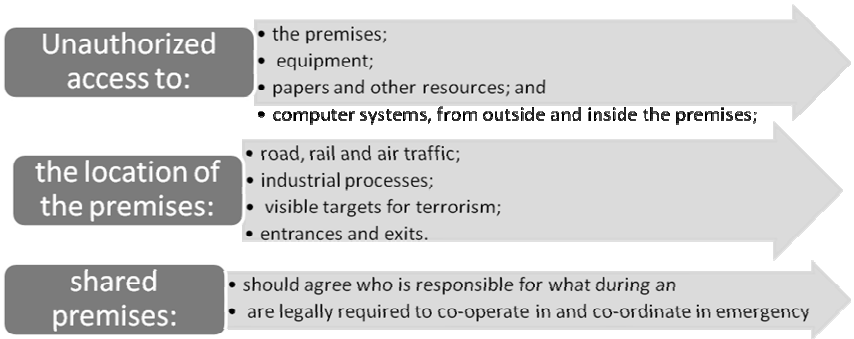 Unauthorized
access to:
• the premises;
• equipment;
• papers and other resources; and
• computer systems, from outside and inside the premises;
the location of
the premises:
• road, rail and air traffic;
• industrial processes;
• visible targets for terrorism;
• entrances and exits.
shared
premises:
• should agree who is responsible for what during an
• are legally required to co-operate in and co-ordinate in emergency